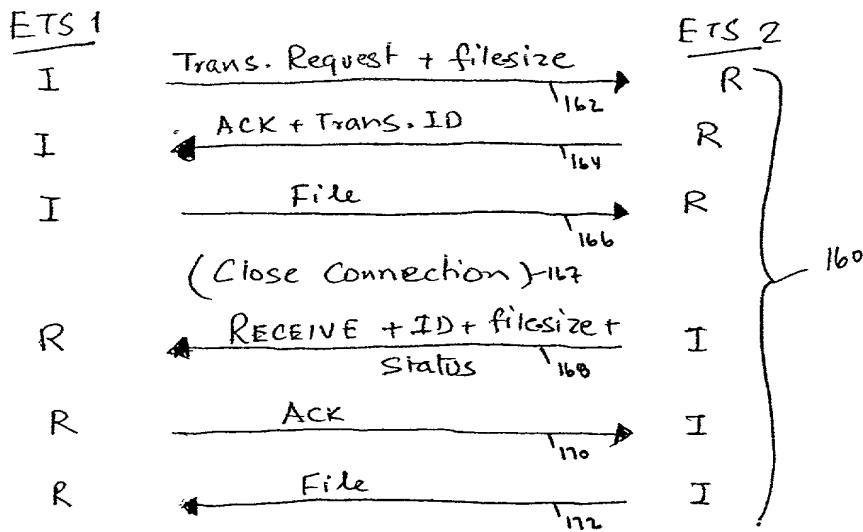 ETS 1 ETS 2
I Trans. Request + filesize R
162
I ACK + Trans. ID R
164
I File R
166
(Close Connection) 167
160
R RECEIVE + ID + filesize + I
Status 168
R ACK I
170
R File I
172